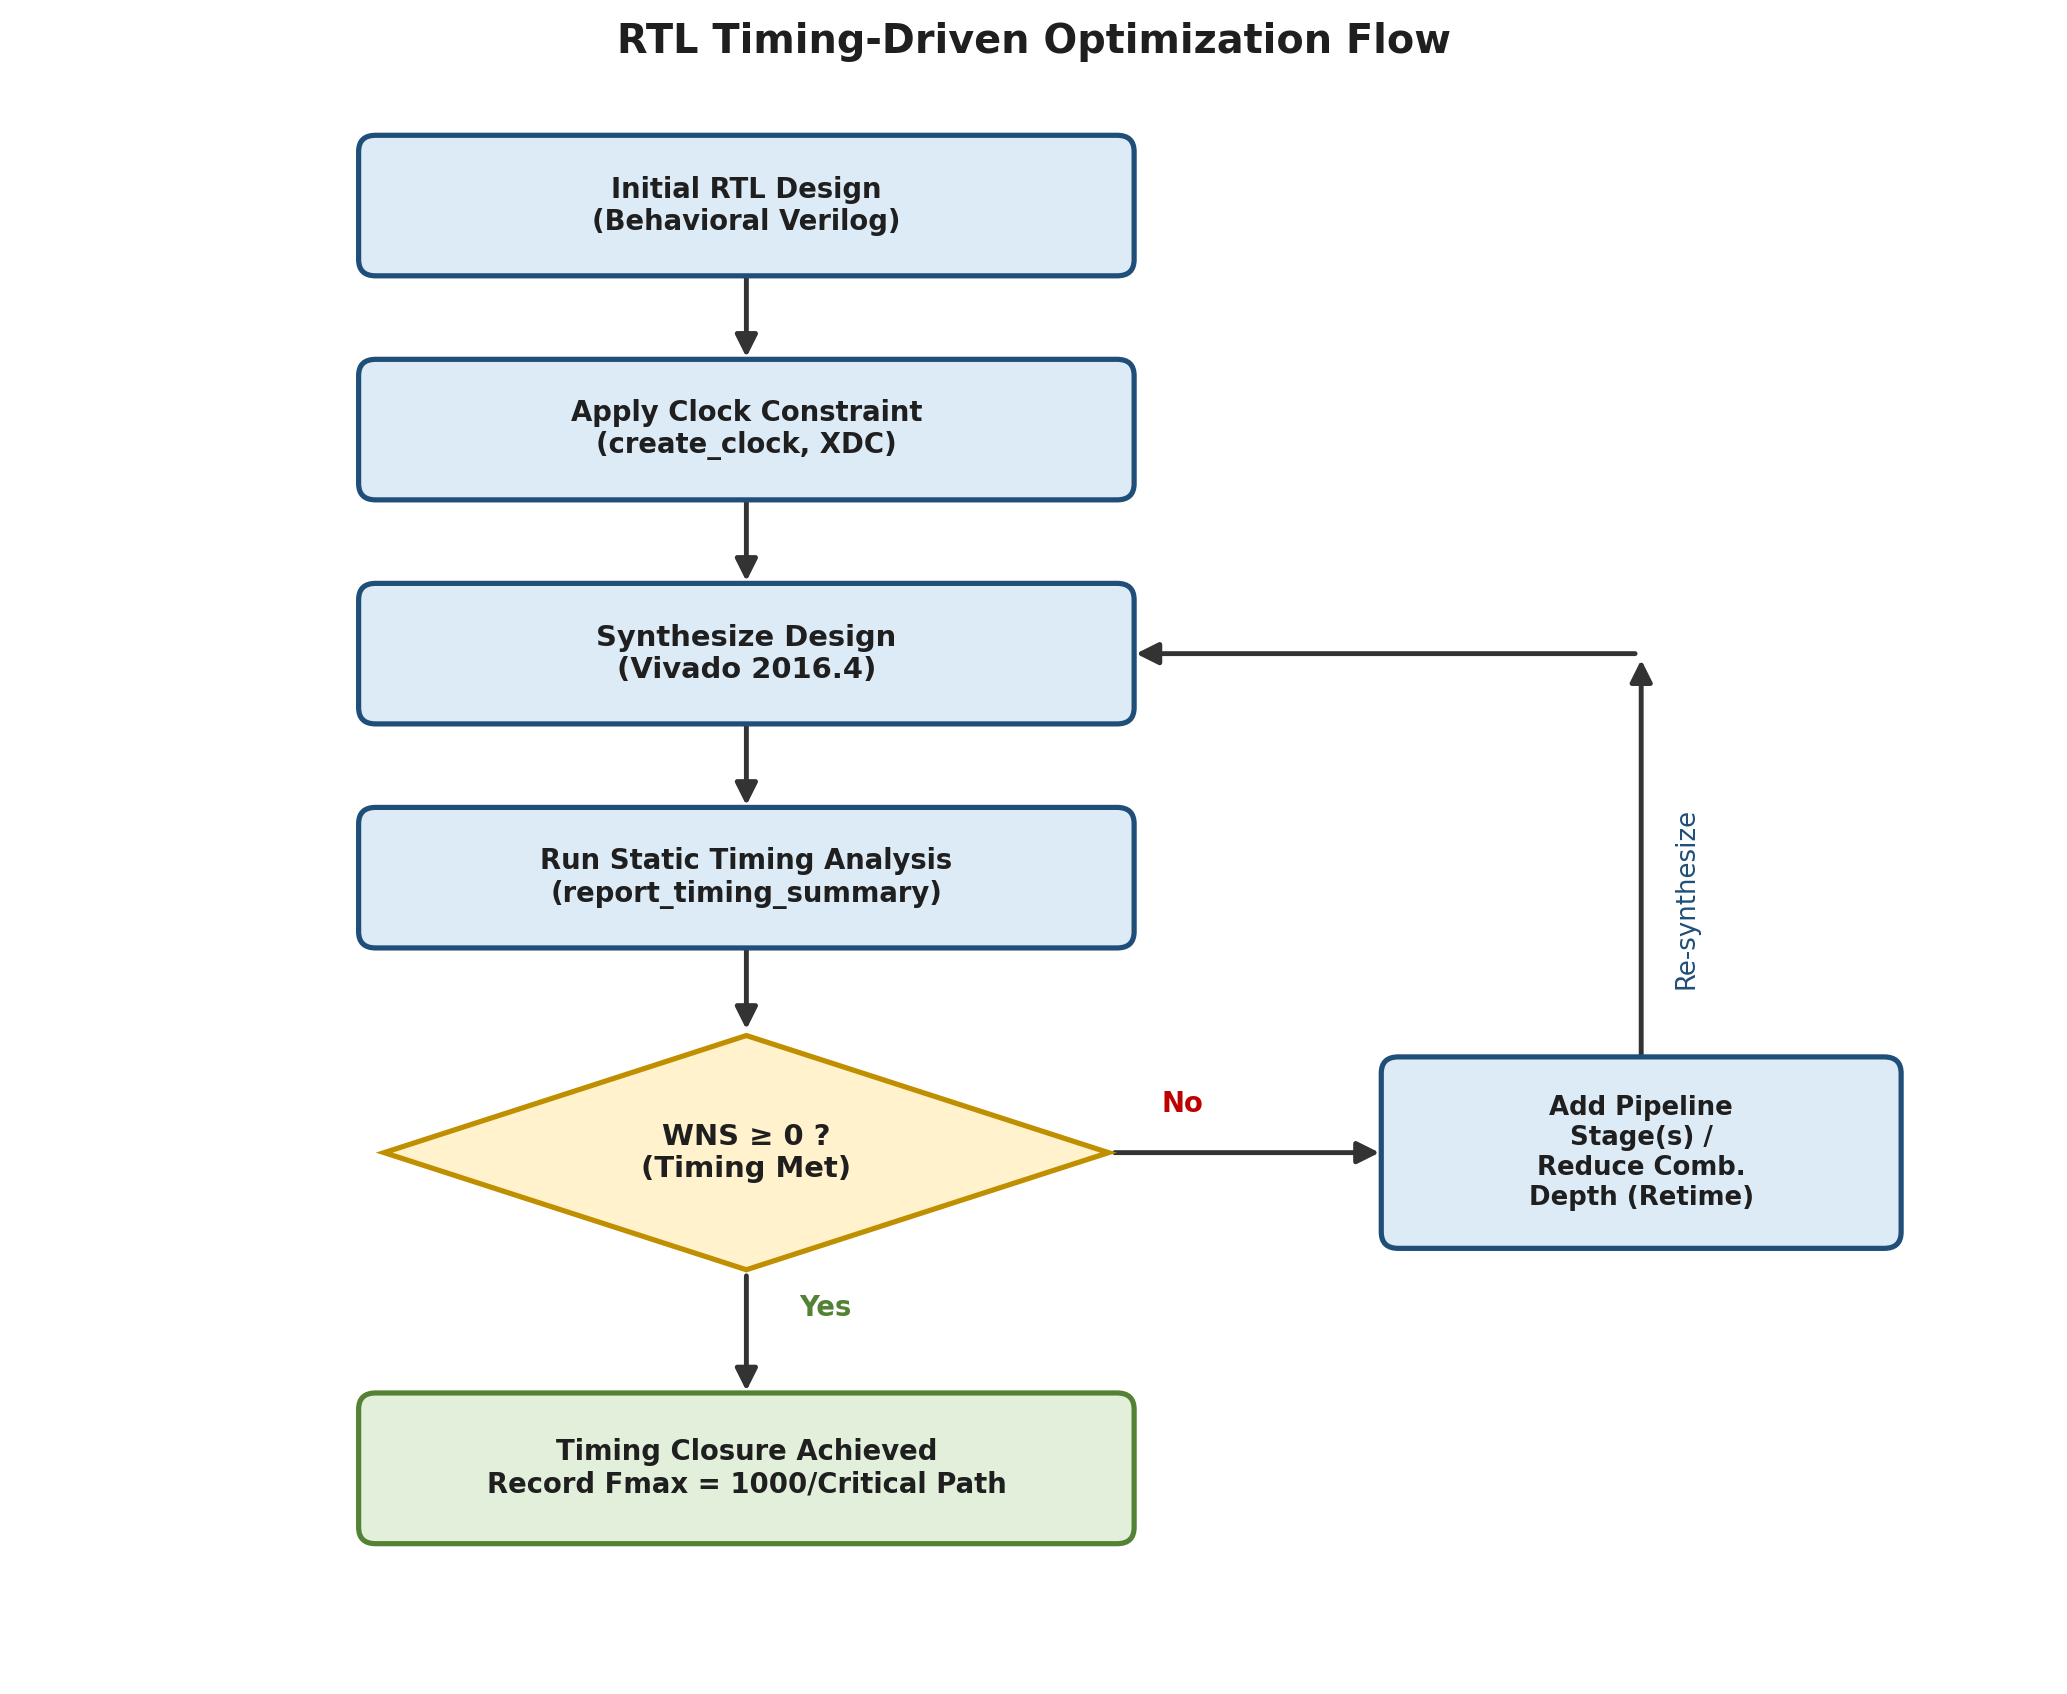 RTL Timing-Driven Optimization Flow
Initial RTL Design
(Behavioral Verilog)
Apply Clock Constraint
(create_clock, XDC)
Synthesize Design
(Vivado 2016.4)
Run Static Timing Analysis
(report_timing_summary)
Re-synthesize
WNS ≥ 0 ?
(Timing Met)
No
Add Pipeline
Stage(s) /
Reduce Comb.
Depth (Retime)
Yes
Timing Closure Achieved
Record Fmax = 1000/Critical Path